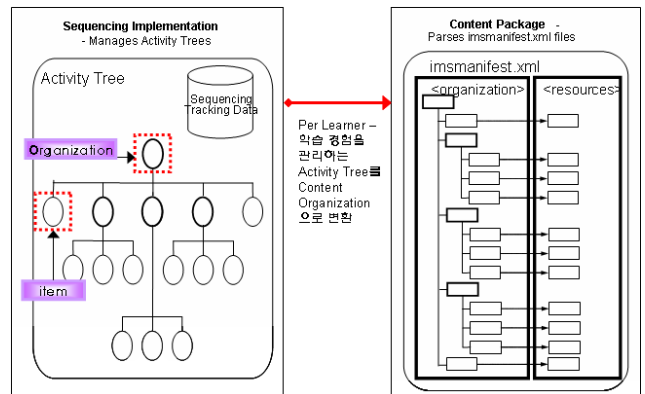 Sequencing Implementation
- Manages Activity Trees
Activity Tree
Sequencing
Tracking Data
Organization
item
Per Learner –
학습 경험을
관리하는
Activity Tree를
Content
Organization
으로 변환
Content Package -
Parses imsmanifest.xml files
imsmanifest.xml
<organization>
<resources>